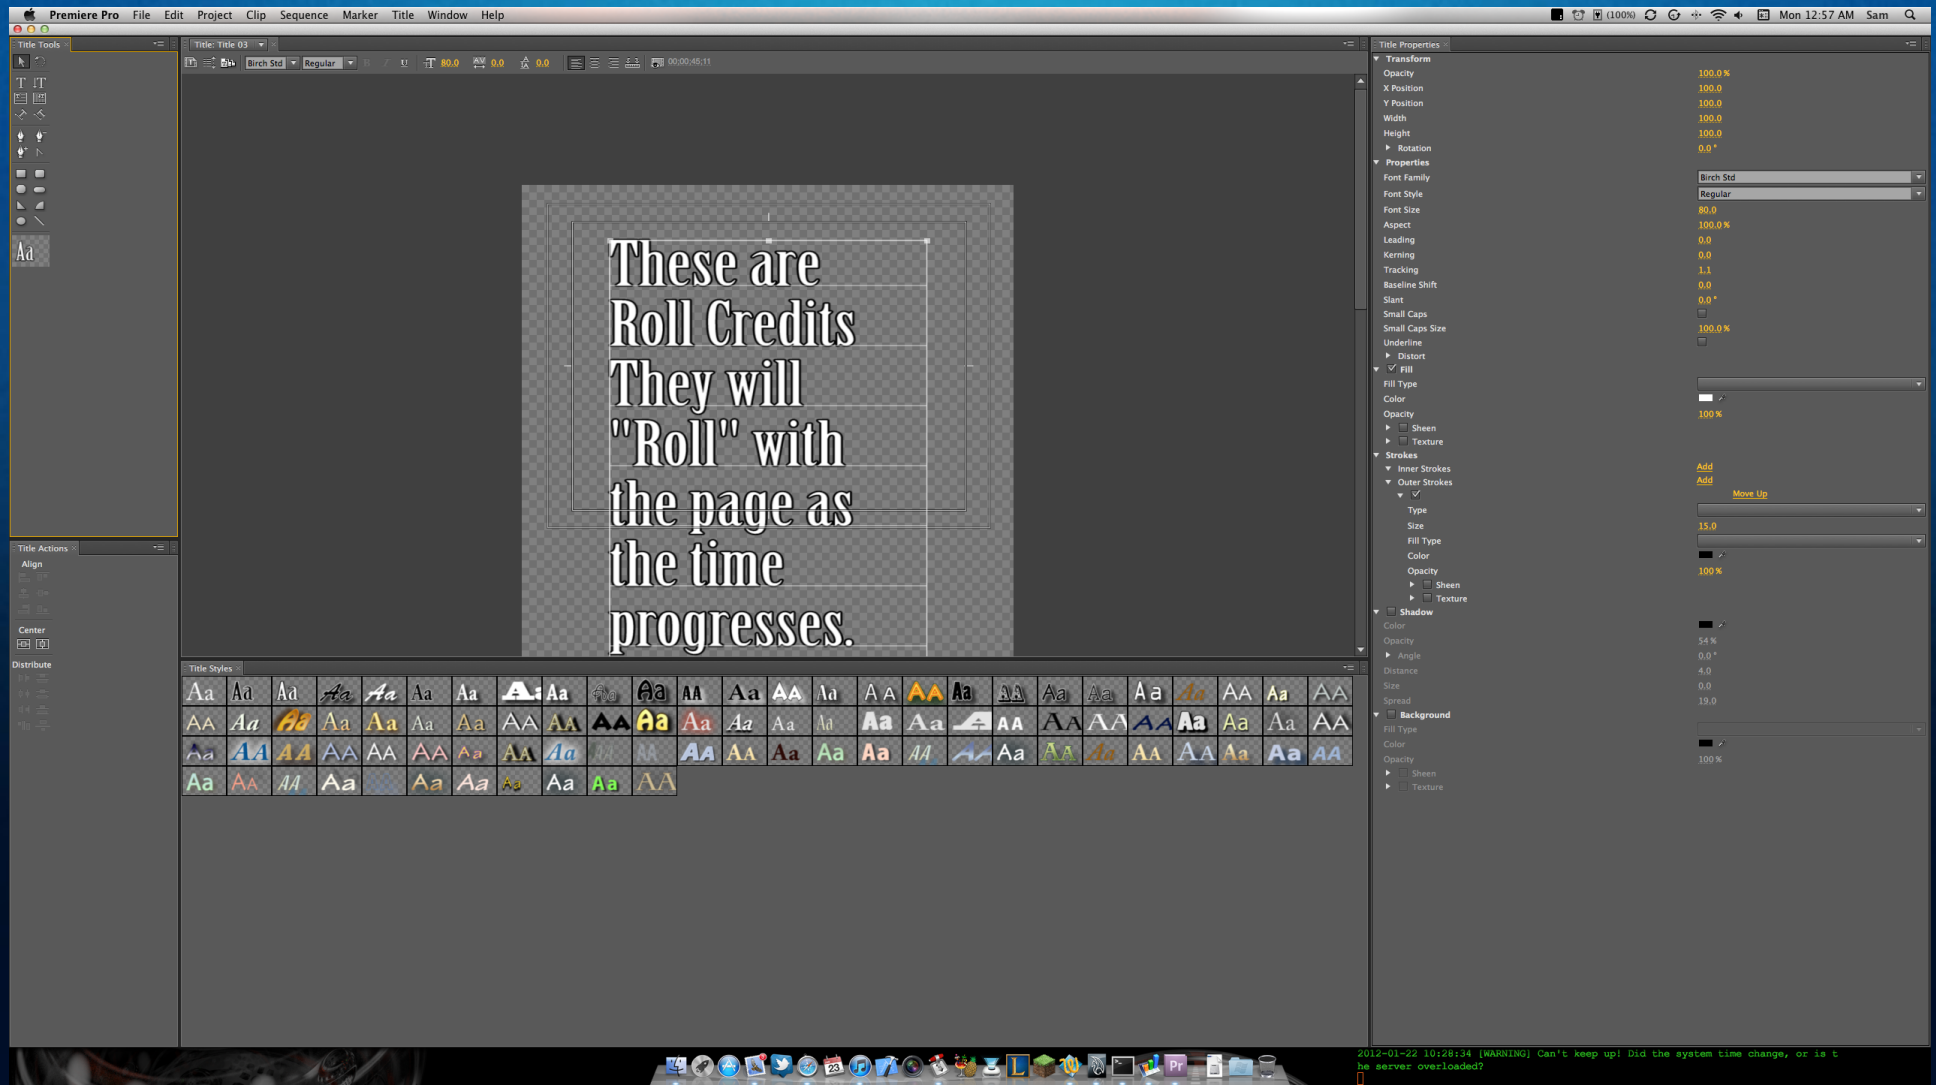 Premiere Pro File Edit Project Clip Sequence Marker Title Window Help
(100%) Mon 12:57 AM Sam
Title Tools
Title: Title 03
Birch Std Regular 80.0 0.0 0.0 00;00;45;11
These are
Roll Credits
They will
"Roll" with
the page as
the time
progresses.
Title Actions
Align
Center
Distribute
Title Styles
Title Properties
Transform
Opacity 100.0 %
X Position 100.0
Y Position 100.0
Width 100.0
Height 100.0
Rotation 0.0 °
Properties
Font Family Birch Std
Font Style Regular
Font Size 80.0
Aspect 100.0 %
Leading 0.0
Kerning 0.0
Tracking 1.1
Baseline Shift 0.0
Slant 0.0 °
Small Caps
Small Caps Size 100.0 %
Underline
Distort
Fill
Fill Type
Color
Opacity 100 %
Sheen
Texture
Strokes
Inner Strokes Add
Outer Strokes Add
Move Up
Type
Size 15.0
Fill Type
Color
Opacity 100 %
Sheen
Texture
Shadow
Color
Opacity 54 %
Angle 0.0 °
Distance 4.0
Size 0.0
Spread 19.0
Background
Fill Type
Color
Opacity 100 %
Sheen
Texture
2012-01-22 10:28:34 [WARNING] Can't keep up! Did the system time change, or is t
he server overloaded?